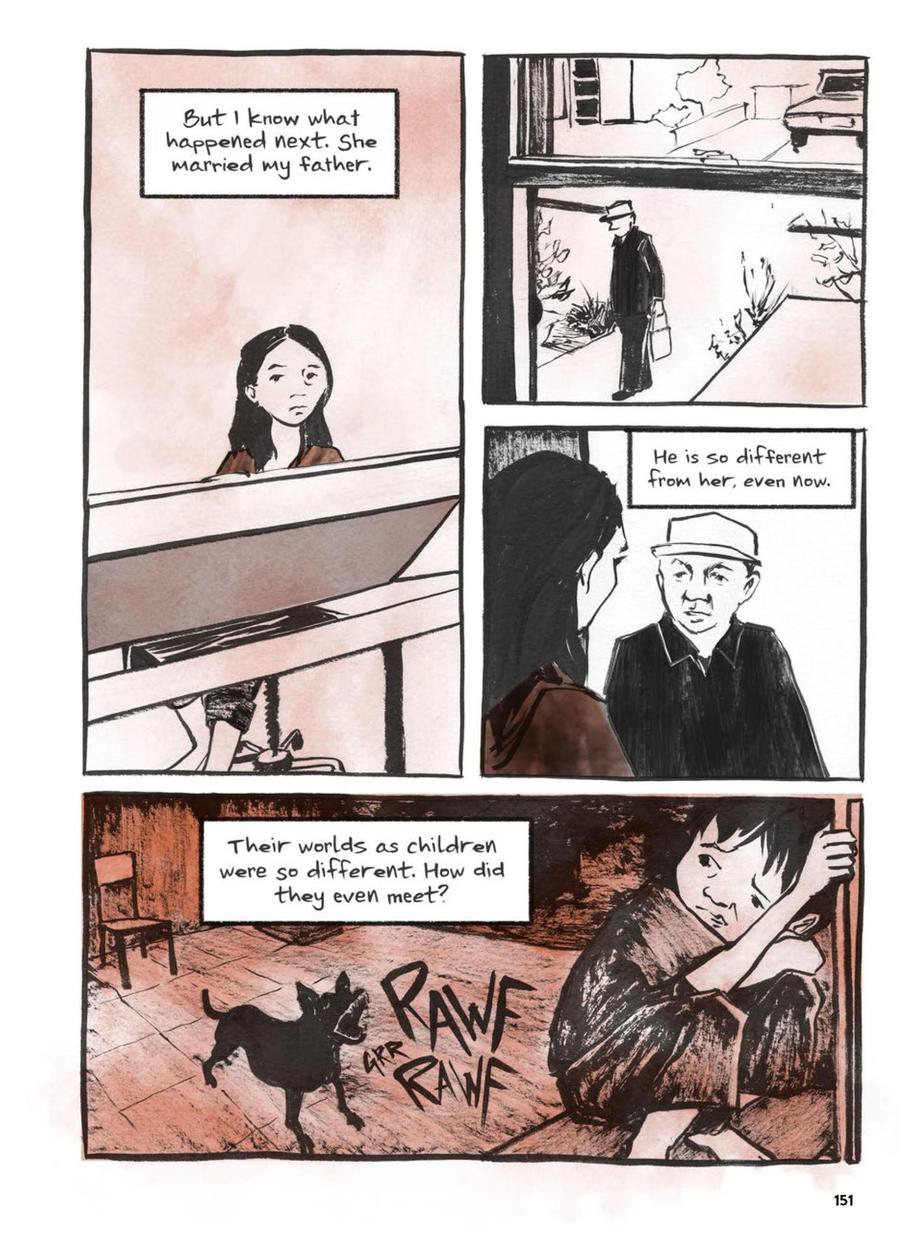 But I know what
happened next. She
married my father.
He is so different
from her, even now.
Their worlds as children
were so different. How did
they even meet?
RAWF
GRR
RAWF
151